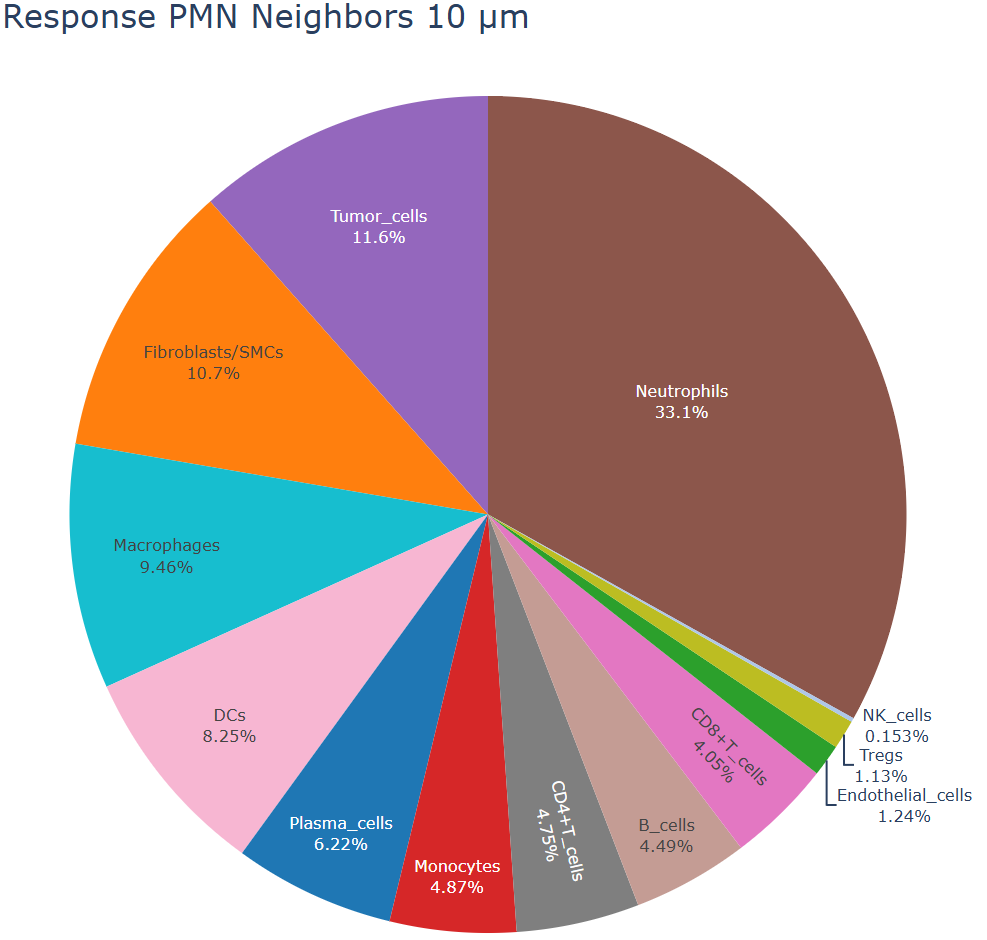 Response PMN Neighbors 10 μm
Tumor_cells
11.6%
Fibroblasts/SMCs
10.7%
Neutrophils
33.1%
Macrophages
9.46%
DCs
8.25%
NK_cells
0.153%
Tregs
1.13%
Endothelial_cells
1.24%
CD8+T_cells
4.05%
CD4+T_cells
4.75%
B_cells
4.49%
Plasma_cells
6.22%
Monocytes
4.87%